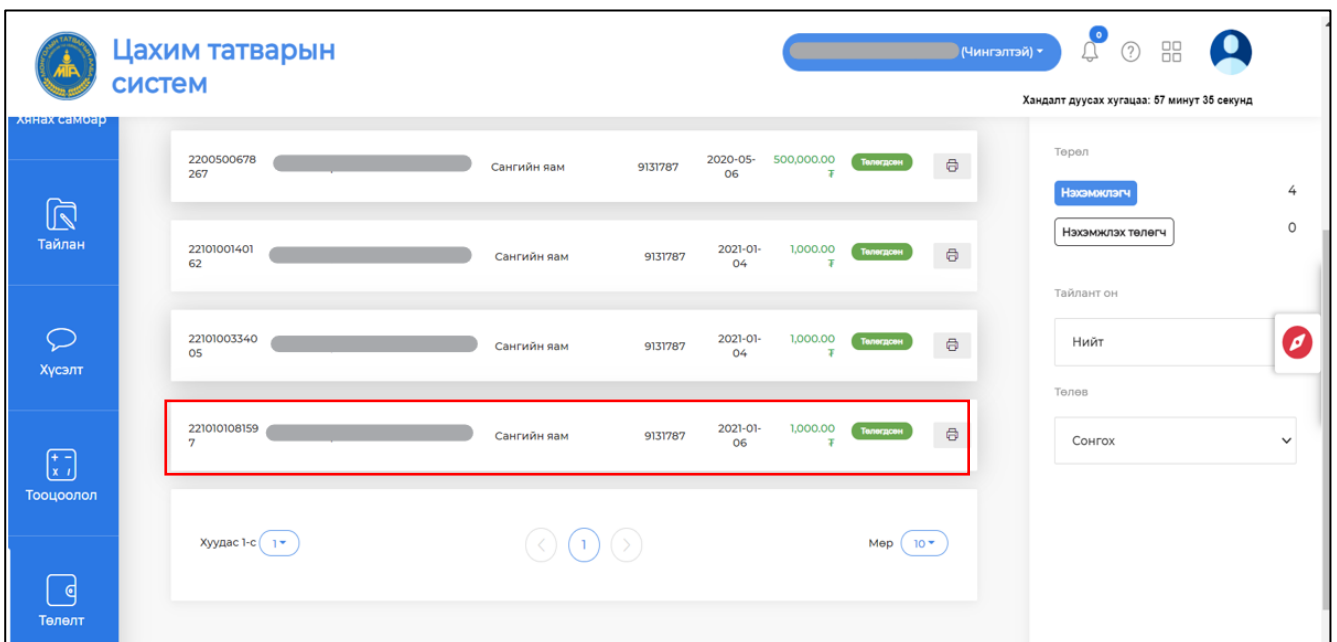 Цахим татварын
систем
(Чингэлтэй)
0
Хандалт дуусах хугацаа: 57 минут 35 секунд
Хянах самбар
Тайлан
Хүсэлт
Тооцоолол
Төлөлт
2200500678
267
Сангийн яам
9131787
2020-05-
06
500,000.00
₮
Төлөгдсөн
22101001401
62
Сангийн яам
9131787
2021-01-
04
1,000.00
₮
Төлөгдсөн
22101003340
05
Сангийн яам
9131787
2021-01-
04
1,000.00
₮
Төлөгдсөн
221010108159
7
Сангийн яам
9131787
2021-01-
06
1,000.00
₮
Төлөгдсөн
Хуудас 1-с 1
1
Мөр 10
Төрөл
Нэхэмжлэгч 4
Нэхэмжлэх төлөгч 0
Тайлант он
Нийт
Төлөв
Сонгох